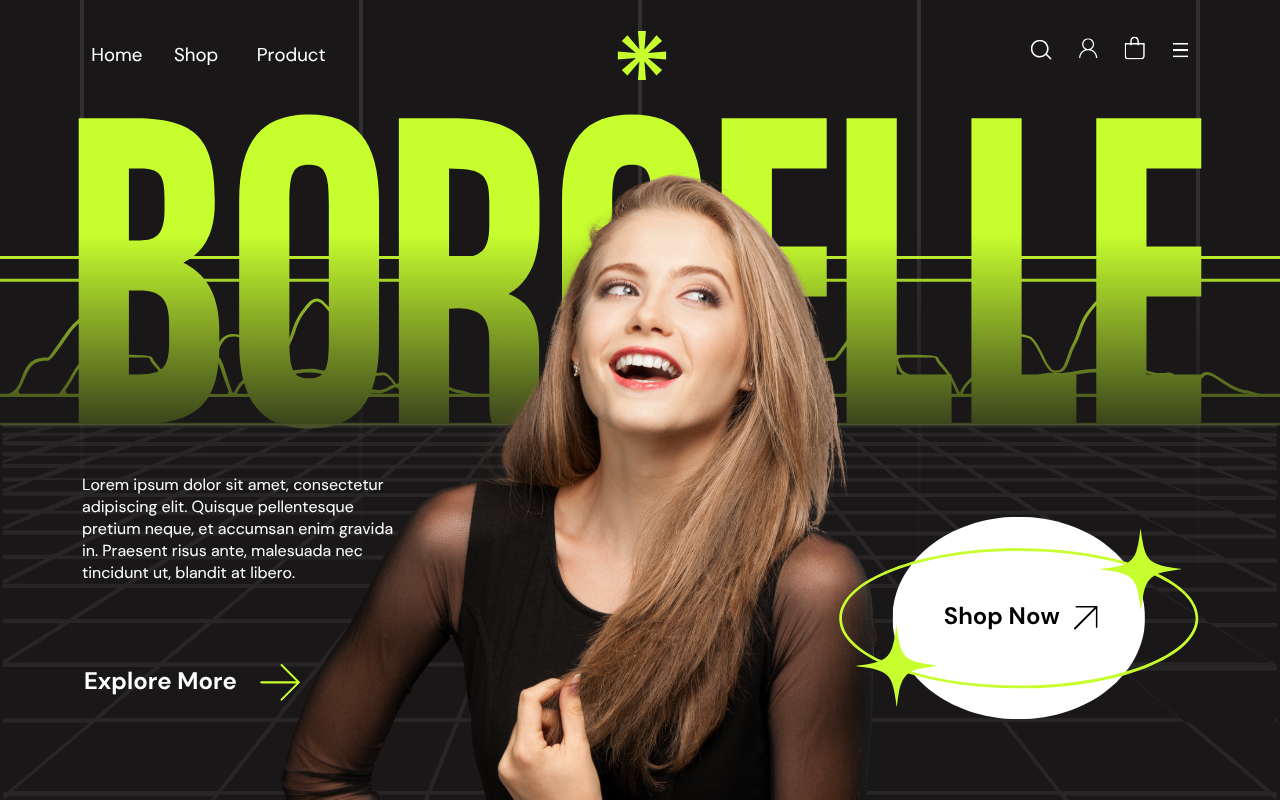 Home Shop Product
BORCELLE
Lorem ipsum dolor sit amet, consectetur
adipiscing elit. Quisque pellentesque
pretium neque, et accumsan enim gravida
in. Praesent risus ante, malesuada nec
tincidunt ut, blandit at libero.
Shop Now
Explore More